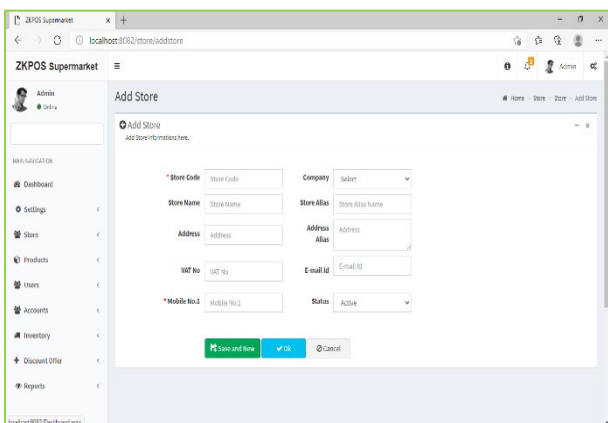 ZKPOS Supermarket
localhost:8082/store/addstore
ZKPOS Supermarket
Admin
Admin
Online
Add Store
Home Store Store Add Store
Add Store
Add Store Informations here.
MAIN NAVIGATION
Dashboard
Settings
Store
Products
Users
Accounts
Inventory
Discount Offer
Reports
* Store Code Store Code Company Select
Store Name Store Name Store Alias Store Alias Name
Address Address Address Alias Address
VAT No VAT No E-mail Id E-mail Id
* Mobile No.1 Mobile No.1 Status Active
Save and New Ok Cancel